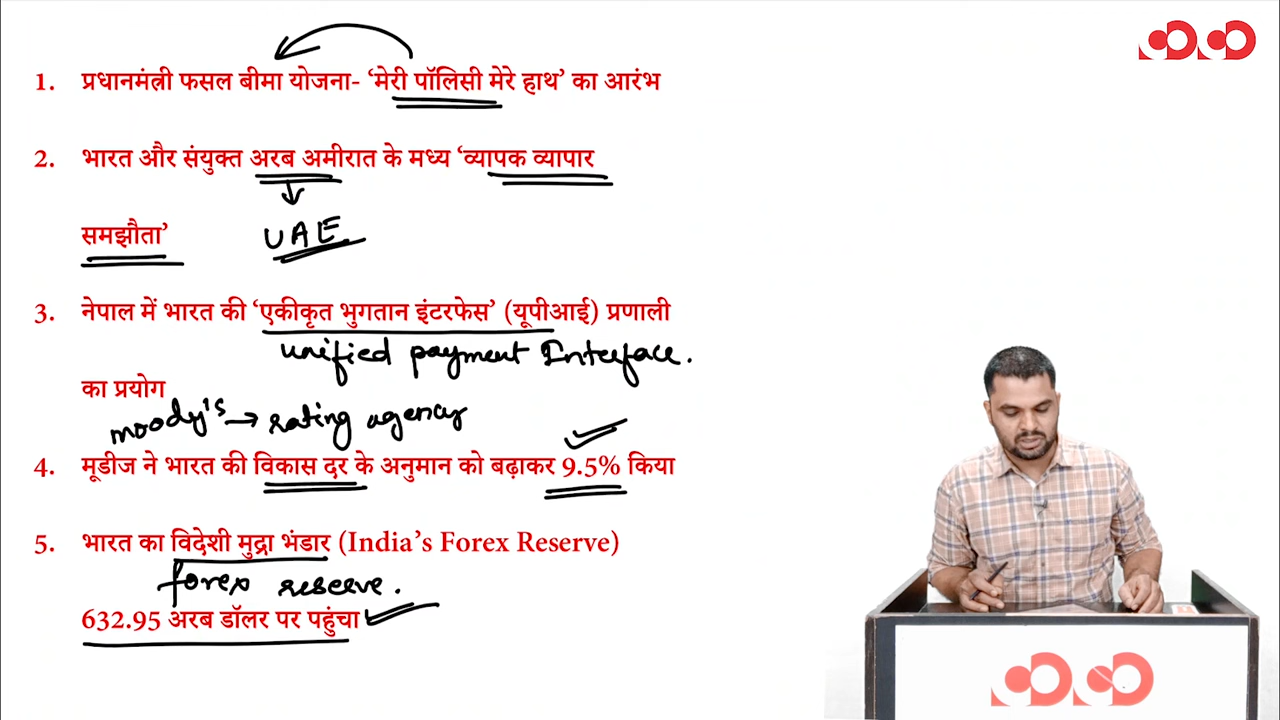 1. प्रधानमंत्री फसल बीमा योजना- ‘मेरी पॉलिसी मेरे हाथ’ का आरंभ
2. भारत और संयुक्त अरब अमीरात के मध्य ‘व्यापक व्यापार
समझौता’
UAE
3. नेपाल में भारत की ‘एकीकृत भुगतान इंटरफेस’ (यूपीआई) प्रणाली
unified payment Interface.
का प्रयोग
moody's → rating agency
4. मूडीज ने भारत की विकास दर के अनुमान को बढ़ाकर 9.5% किया
5. भारत का विदेशी मुद्रा भंडार (India’s Forex Reserve)
forex reserve.
632.95 अरब डॉलर पर पहुंचा